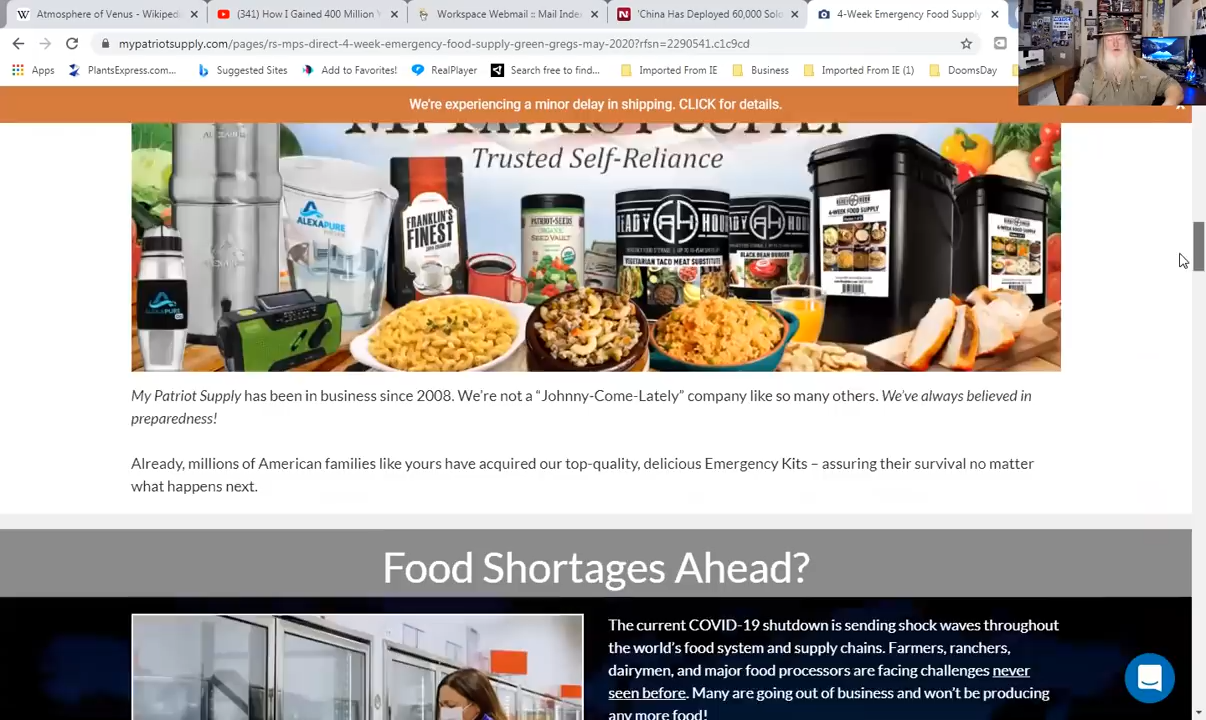 Atmosphere of Venus - Wikipedi
(341) How I Gained 400 Million
Workspace Webmail :: Mail Inde
'China Has Deployed 60,000 Sol
4-Week Emergency Food Supply
mypatriotsupply.com/pages/rs-mps-direct-4-week-emergency-food-supply-green-gregs-may-2020?rfsn=2290541.c1c9cd
Apps PlantsExpress.com... Suggested Sites Add to Favorites! RealPlayer Search free to find... Imported From IE Business Imported From IE (1) DoomsDay
We're experiencing a minor delay in shipping. CLICK for details.
MY PATRIOT SUPPLY
Trusted Self-Reliance
ALEXAPURE
FRANKLIN'S
FINEST
PATRIOT SEEDS
ORGANIC
SEED VAULT
READY HOUR
VEGETARIAN TACO MEAT SUBSTITUTE
BLACK BEAN BURGER
4-WEEK FOOD SUPPLY
ALEXAPURE
My Patriot Supply has been in business since 2008. We're not a “Johnny-Come-Lately” company like so many others. We've always believed in
preparedness!
Already, millions of American families like yours have acquired our top-quality, delicious Emergency Kits – assuring their survival no matter
what happens next.
Food Shortages Ahead?
The current COVID-19 shutdown is sending shock waves throughout
the world's food system and supply chains. Farmers, ranchers,
dairymen, and major food processors are facing challenges never
seen before. Many are going out of business and won't be producing
any more food!